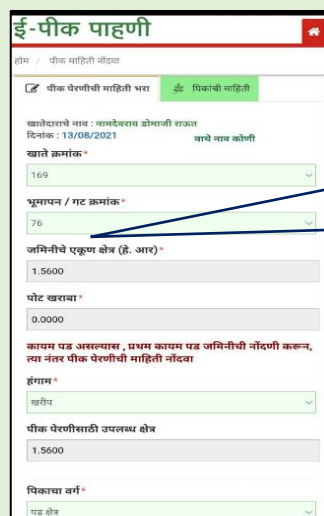 ई-पीक पाहणी
होम / पीक माहिती नोंदवा
पीक पेरणीची माहिती भरा
पिकांची माहिती
खातेदाराचे नाव : नामदेवराव डोमाजी राऊत
दिनांक : 13/08/2021
वाचे नाव कोणी
खाते क्रमांक*
169
भूमापन / गट क्रमांक*
76
जमिनीचे एकूण क्षेत्र (हे. आर)*
1.5600
पोट खराबा*
0.0000
कायम पड असल्यास , प्रथम कायम पड जमिनीची नोंदणी करून,
त्या नंतर पीक पेरणीची माहिती नोंदवा
हंगाम*
खरीप
पीक पेरणीसाठी उपलब्ध क्षेत्र
1.5600
पिकाचा वर्ग*
पड क्षेत्र